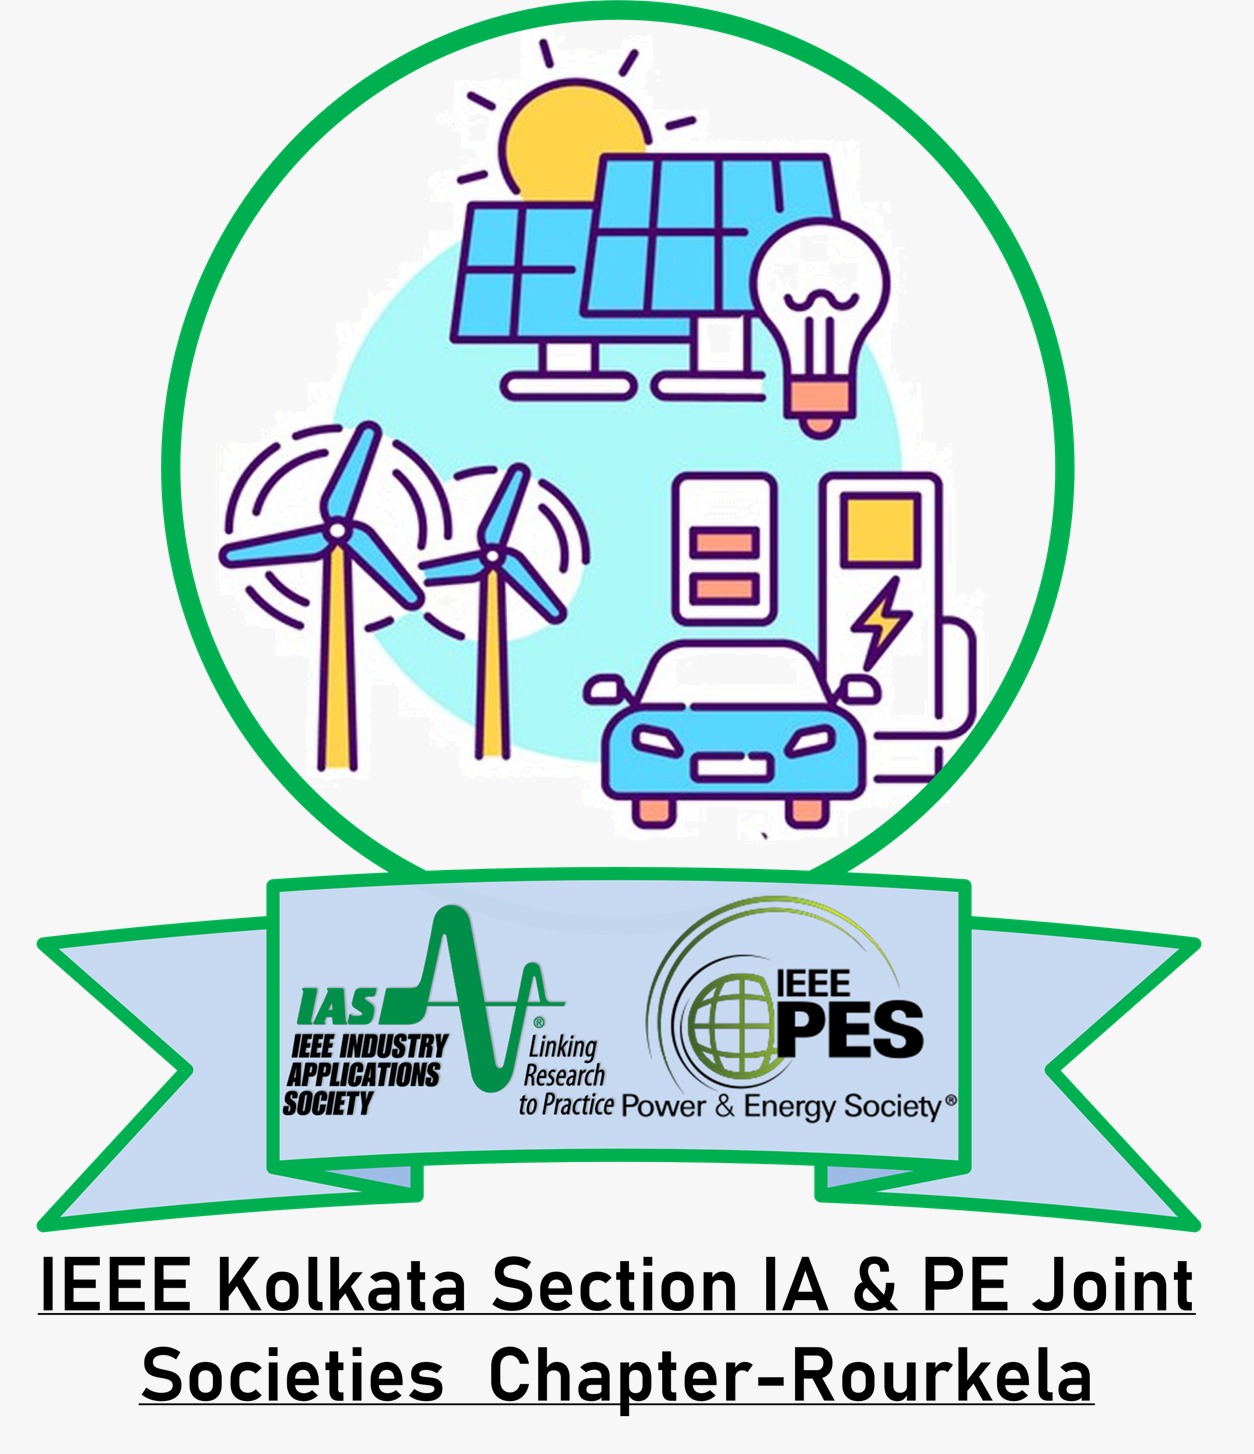 IAS
®
IEEE INDUSTRY
APPLICATIONS
SOCIETY
Linking
Research
to Practice
IEEE
PES
Power & Energy Society®
IEEE Kolkata Section IA & PE Joint
Societies Chapter-Rourkela